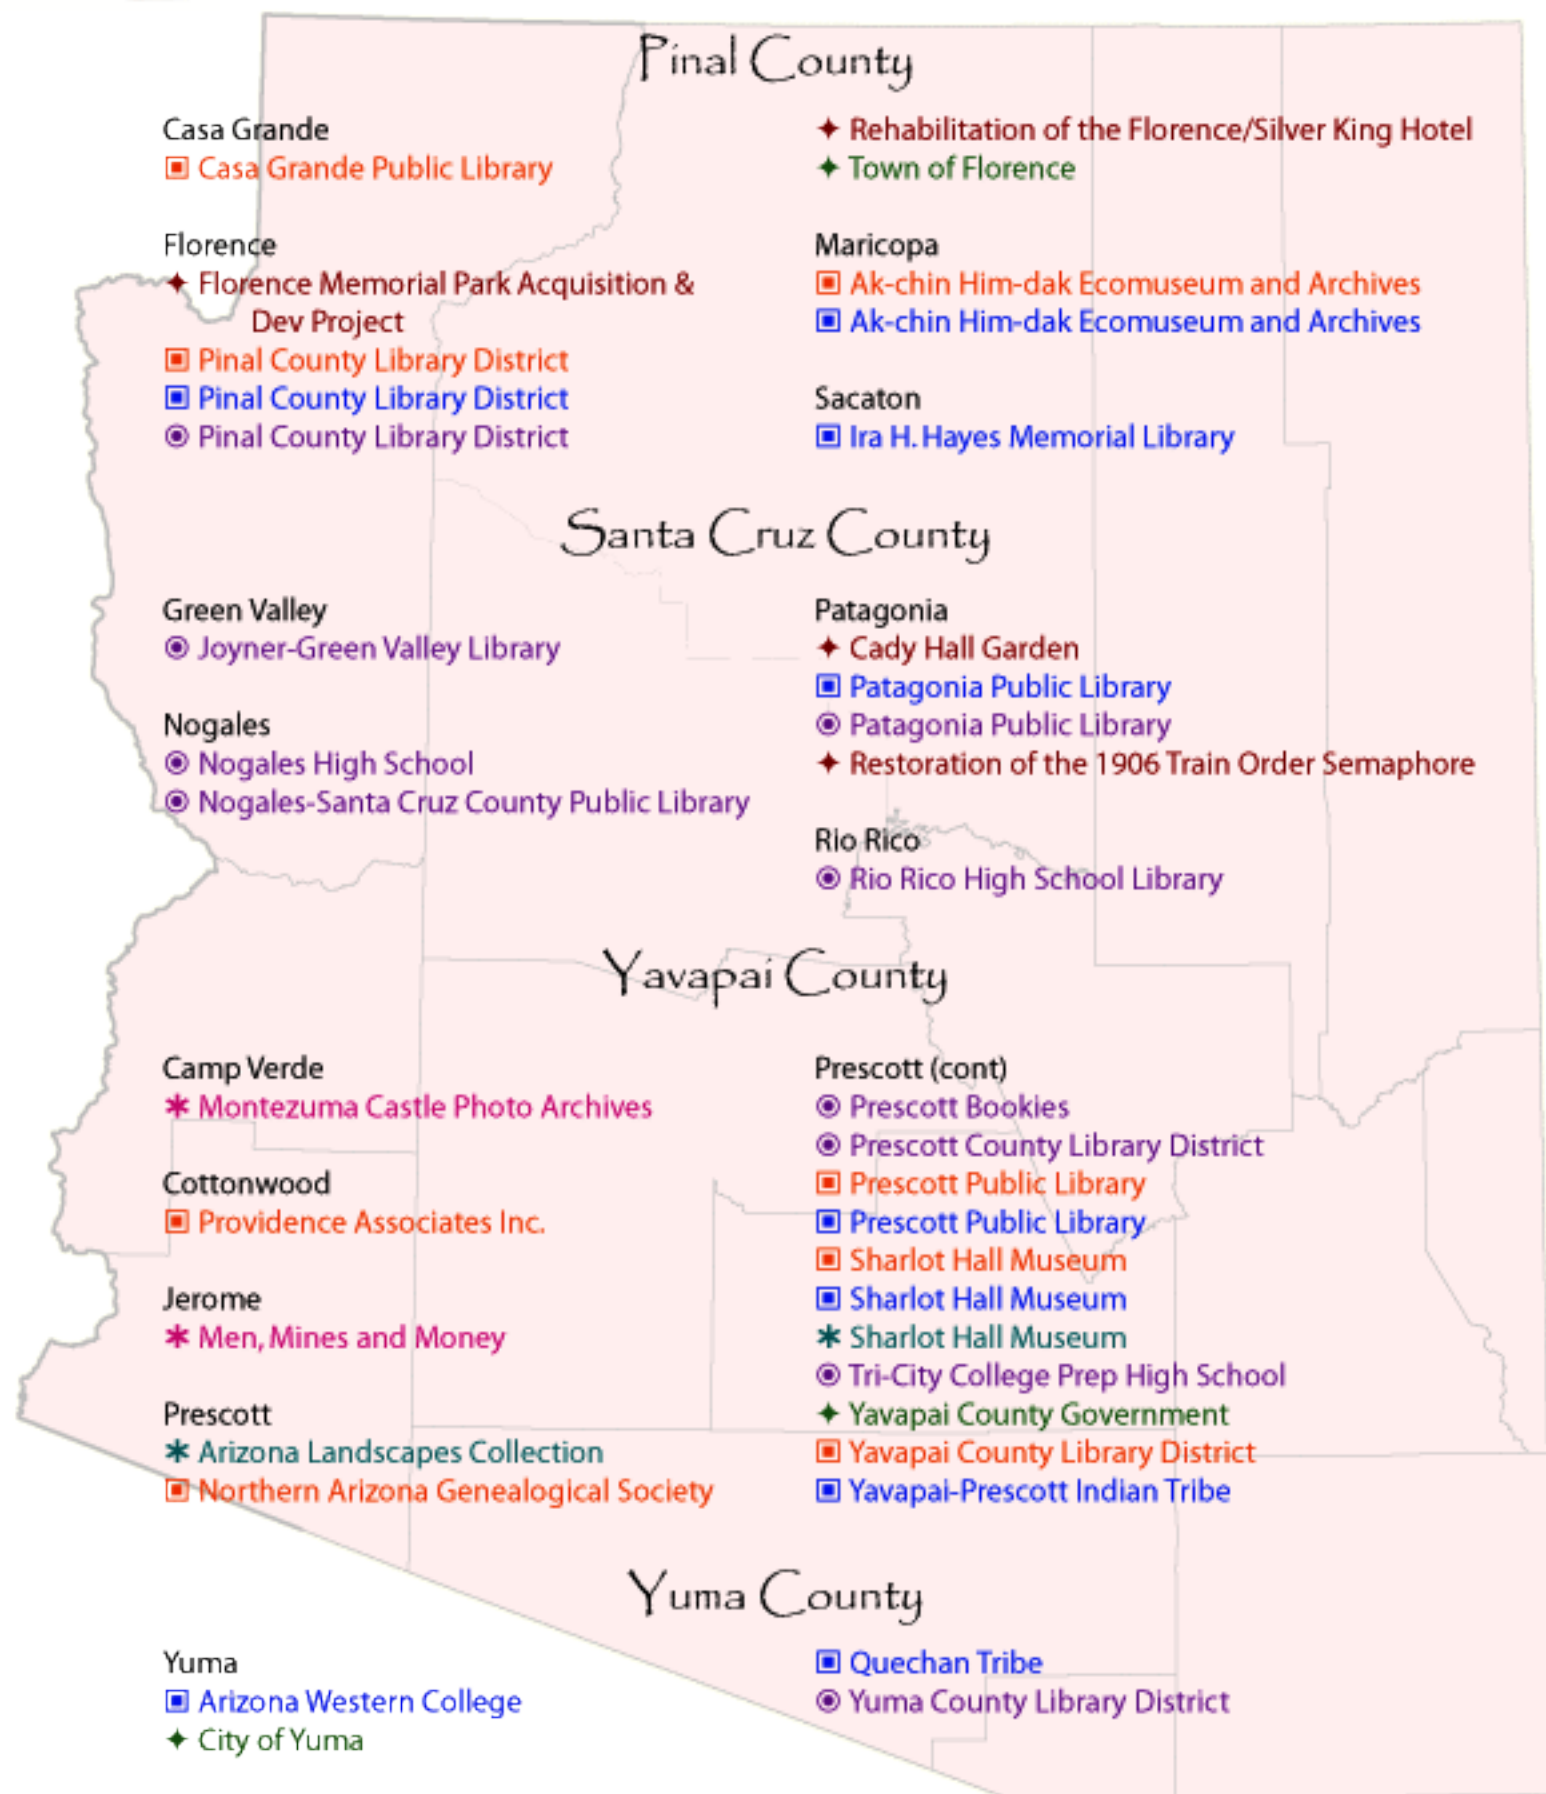 Pinal County
Casa Grande
Casa Grande Public Library
Florence
Florence Memorial Park Acquisition &
Dev Project
Pinal County Library District
Pinal County Library District
Pinal County Library District
Rehabilitation of the Florence/Silver King Hotel
Town of Florence
Maricopa
Ak-chin Him-dak Ecomuseum and Archives
Ak-chin Him-dak Ecomuseum and Archives
Sacaton
Ira H. Hayes Memorial Library
Santa Cruz County
Green Valley
Joyner-Green Valley Library
Nogales
Nogales High School
Nogales-Santa Cruz County Public Library
Patagonia
Cady Hall Garden
Patagonia Public Library
Patagonia Public Library
Restoration of the 1906 Train Order Semaphore
Rio Rico
Rio Rico High School Library
Yavapai County
Camp Verde
Montezuma Castle Photo Archives
Cottonwood
Providence Associates Inc.
Jerome
Men, Mines and Money
Prescott
Arizona Landscapes Collection
Northern Arizona Genealogical Society
Prescott (cont)
Prescott Bookies
Prescott County Library District
Prescott Public Library
Prescott Public Library
Sharlot Hall Museum
Sharlot Hall Museum
Sharlot Hall Museum
Tri-City College Prep High School
Yavapai County Government
Yavapai County Library District
Yavapai-Prescott Indian Tribe
Yuma County
Yuma
Arizona Western College
City of Yuma
Quechan Tribe
Yuma County Library District